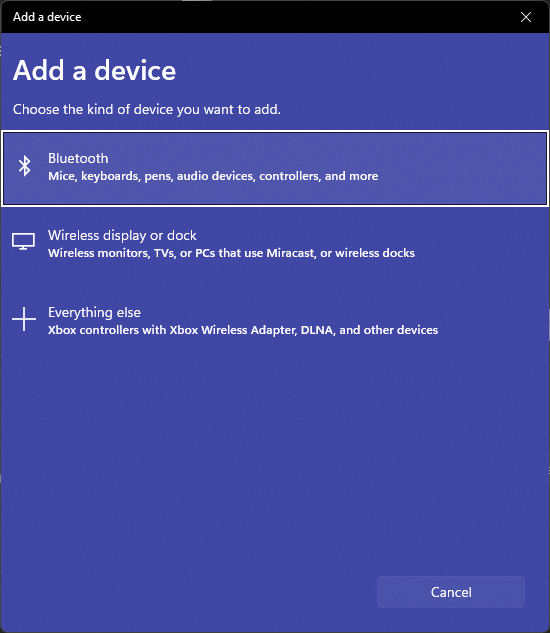 Add a device
Add a device
Choose the kind of device you want to add.
Bluetooth
Mice, keyboards, pens, audio devices, controllers, and more
Wireless display or dock
Wireless monitors, TVs, or PCs that use Miracast, or wireless docks
Everything else
Xbox controllers with Xbox Wireless Adapter, DLNA, and other devices
Cancel